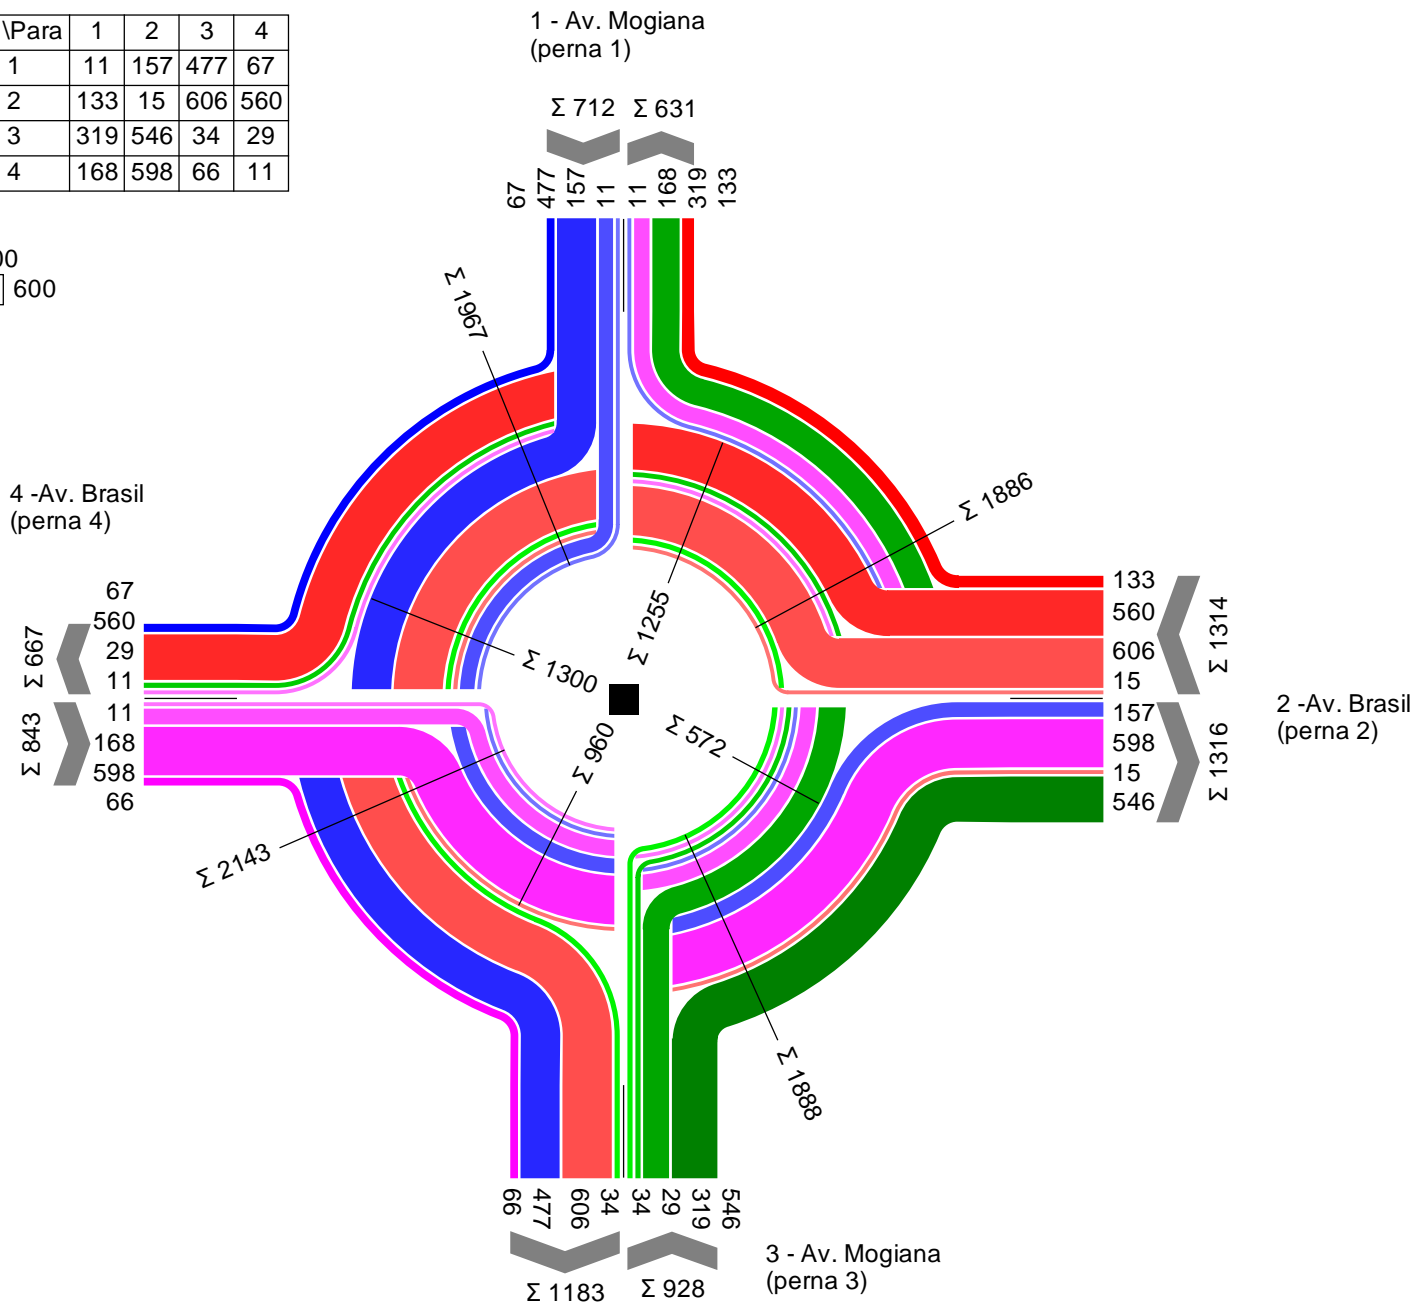 \Para 1 2 3 4
1 11 157 477 67
2 133 15 606 560
3 319 546 34 29
4 168 598 66 11
00
600
1 - Av. Mogiana
(perna 1)
Σ 712 Σ 631
67 477 157 11 11 168 319 133
Σ 1967
Σ 1886
Σ 1255
Σ 1300
4 -Av. Brasil
(perna 4)
67
560
29
11
Σ 667
11
168
598
66
Σ 843
133
560
606
15
Σ 1314
157
598
15
546
Σ 1316
2 -Av. Brasil
(perna 2)
Σ 572
Σ 960
Σ 2143
Σ 1888
66 477 606 34 34 29 319 546
Σ 1183 Σ 928
3 - Av. Mogiana
(perna 3)